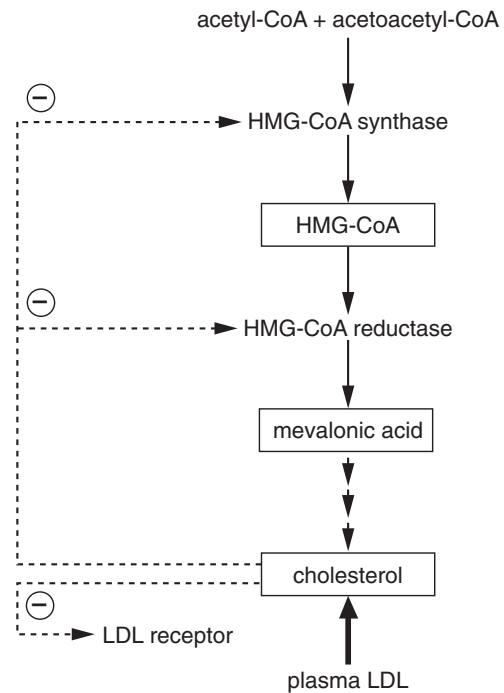 acetyl-CoA + acetoacetyl-CoA
−
HMG-CoA synthase
HMG-CoA
−
HMG-CoA reductase
mevalonic acid
cholesterol
−
LDL receptor
plasma LDL